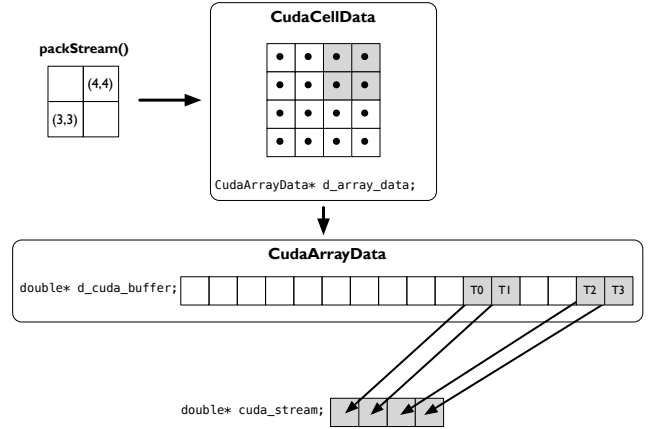 CudaCellData
packStream()
(4,4)
(3,3)
CudaArrayData* d_array_data;
CudaArrayData
double* d_cuda_buffer;
T0 T1 T2 T3
double* cuda_stream;